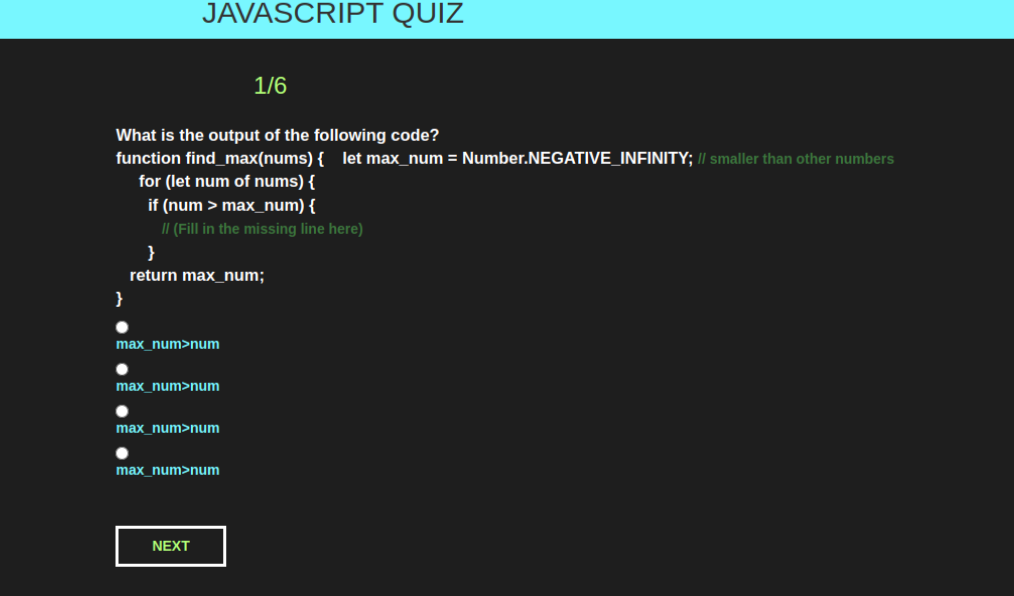 JAVASCRIPT QUIZ
1/6
What is the output of the following code?
function find_max(nums) { let max_num = Number.NEGATIVE_INFINITY; // smaller than other numbers
for (let num of nums) {
if (num > max_num) {
// (Fill in the missing line here)
}
return max_num;
}
max_num>num
max_num>num
max_num>num
max_num>num
NEXT